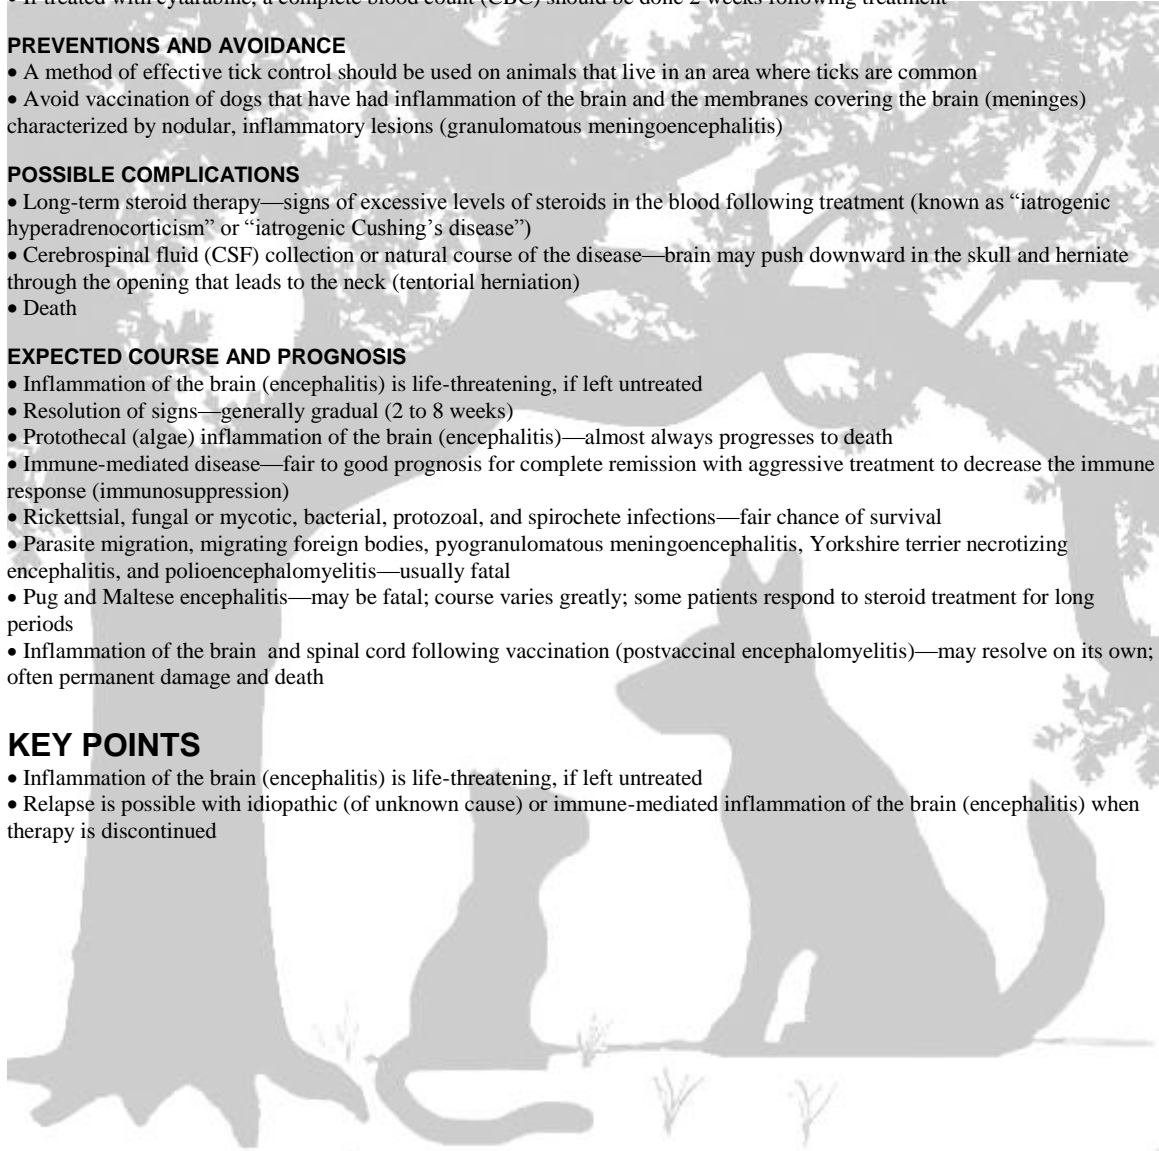 • If treated with cytarabine, a complete blood count (CBC) should be done 2 weeks following treatment
PREVENTIONS AND AVOIDANCE
• A method of effective tick control should be used on animals that live in an area where ticks are common
• Avoid vaccination of dogs that have had inflammation of the brain and the membranes covering the brain (meninges)
characterized by nodular, inflammatory lesions (granulomatous meningoencephalitis)
POSSIBLE COMPLICATIONS
• Long-term steroid therapy—signs of excessive levels of steroids in the blood following treatment (known as “iatrogenic
hyperadrenocorticism” or “iatrogenic Cushing’s disease”)
• Cerebrospinal fluid (CSF) collection or natural course of the disease—brain may push downward in the skull and herniate
through the opening that leads to the neck (tentorial herniation)
• Death
EXPECTED COURSE AND PROGNOSIS
• Inflammation of the brain (encephalitis) is life-threatening, if left untreated
• Resolution of signs—generally gradual (2 to 8 weeks)
• Protothecal (algae) inflammation of the brain (encephalitis)—almost always progresses to death
• Immune-mediated disease—fair to good prognosis for complete remission with aggressive treatment to decrease the immune
response (immunosuppression)
• Rickettsial, fungal or mycotic, bacterial, protozoal, and spirochete infections—fair chance of survival
• Parasite migration, migrating foreign bodies, pyogranulomatous meningoencephalitis, Yorkshire terrier necrotizing
encephalitis, and polioencephalomyelitis—usually fatal
• Pug and Maltese encephalitis—may be fatal; course varies greatly; some patients respond to steroid treatment for long
periods
• Inflammation of the brain  and spinal cord following vaccination (postvaccinal encephalomyelitis)—may resolve on its own;
often permanent damage and death
KEY POINTS
• Inflammation of the brain (encephalitis) is life-threatening, if left untreated
• Relapse is possible with idiopathic (of unknown cause) or immune-mediated inflammation of the brain (encephalitis) when
therapy is discontinued